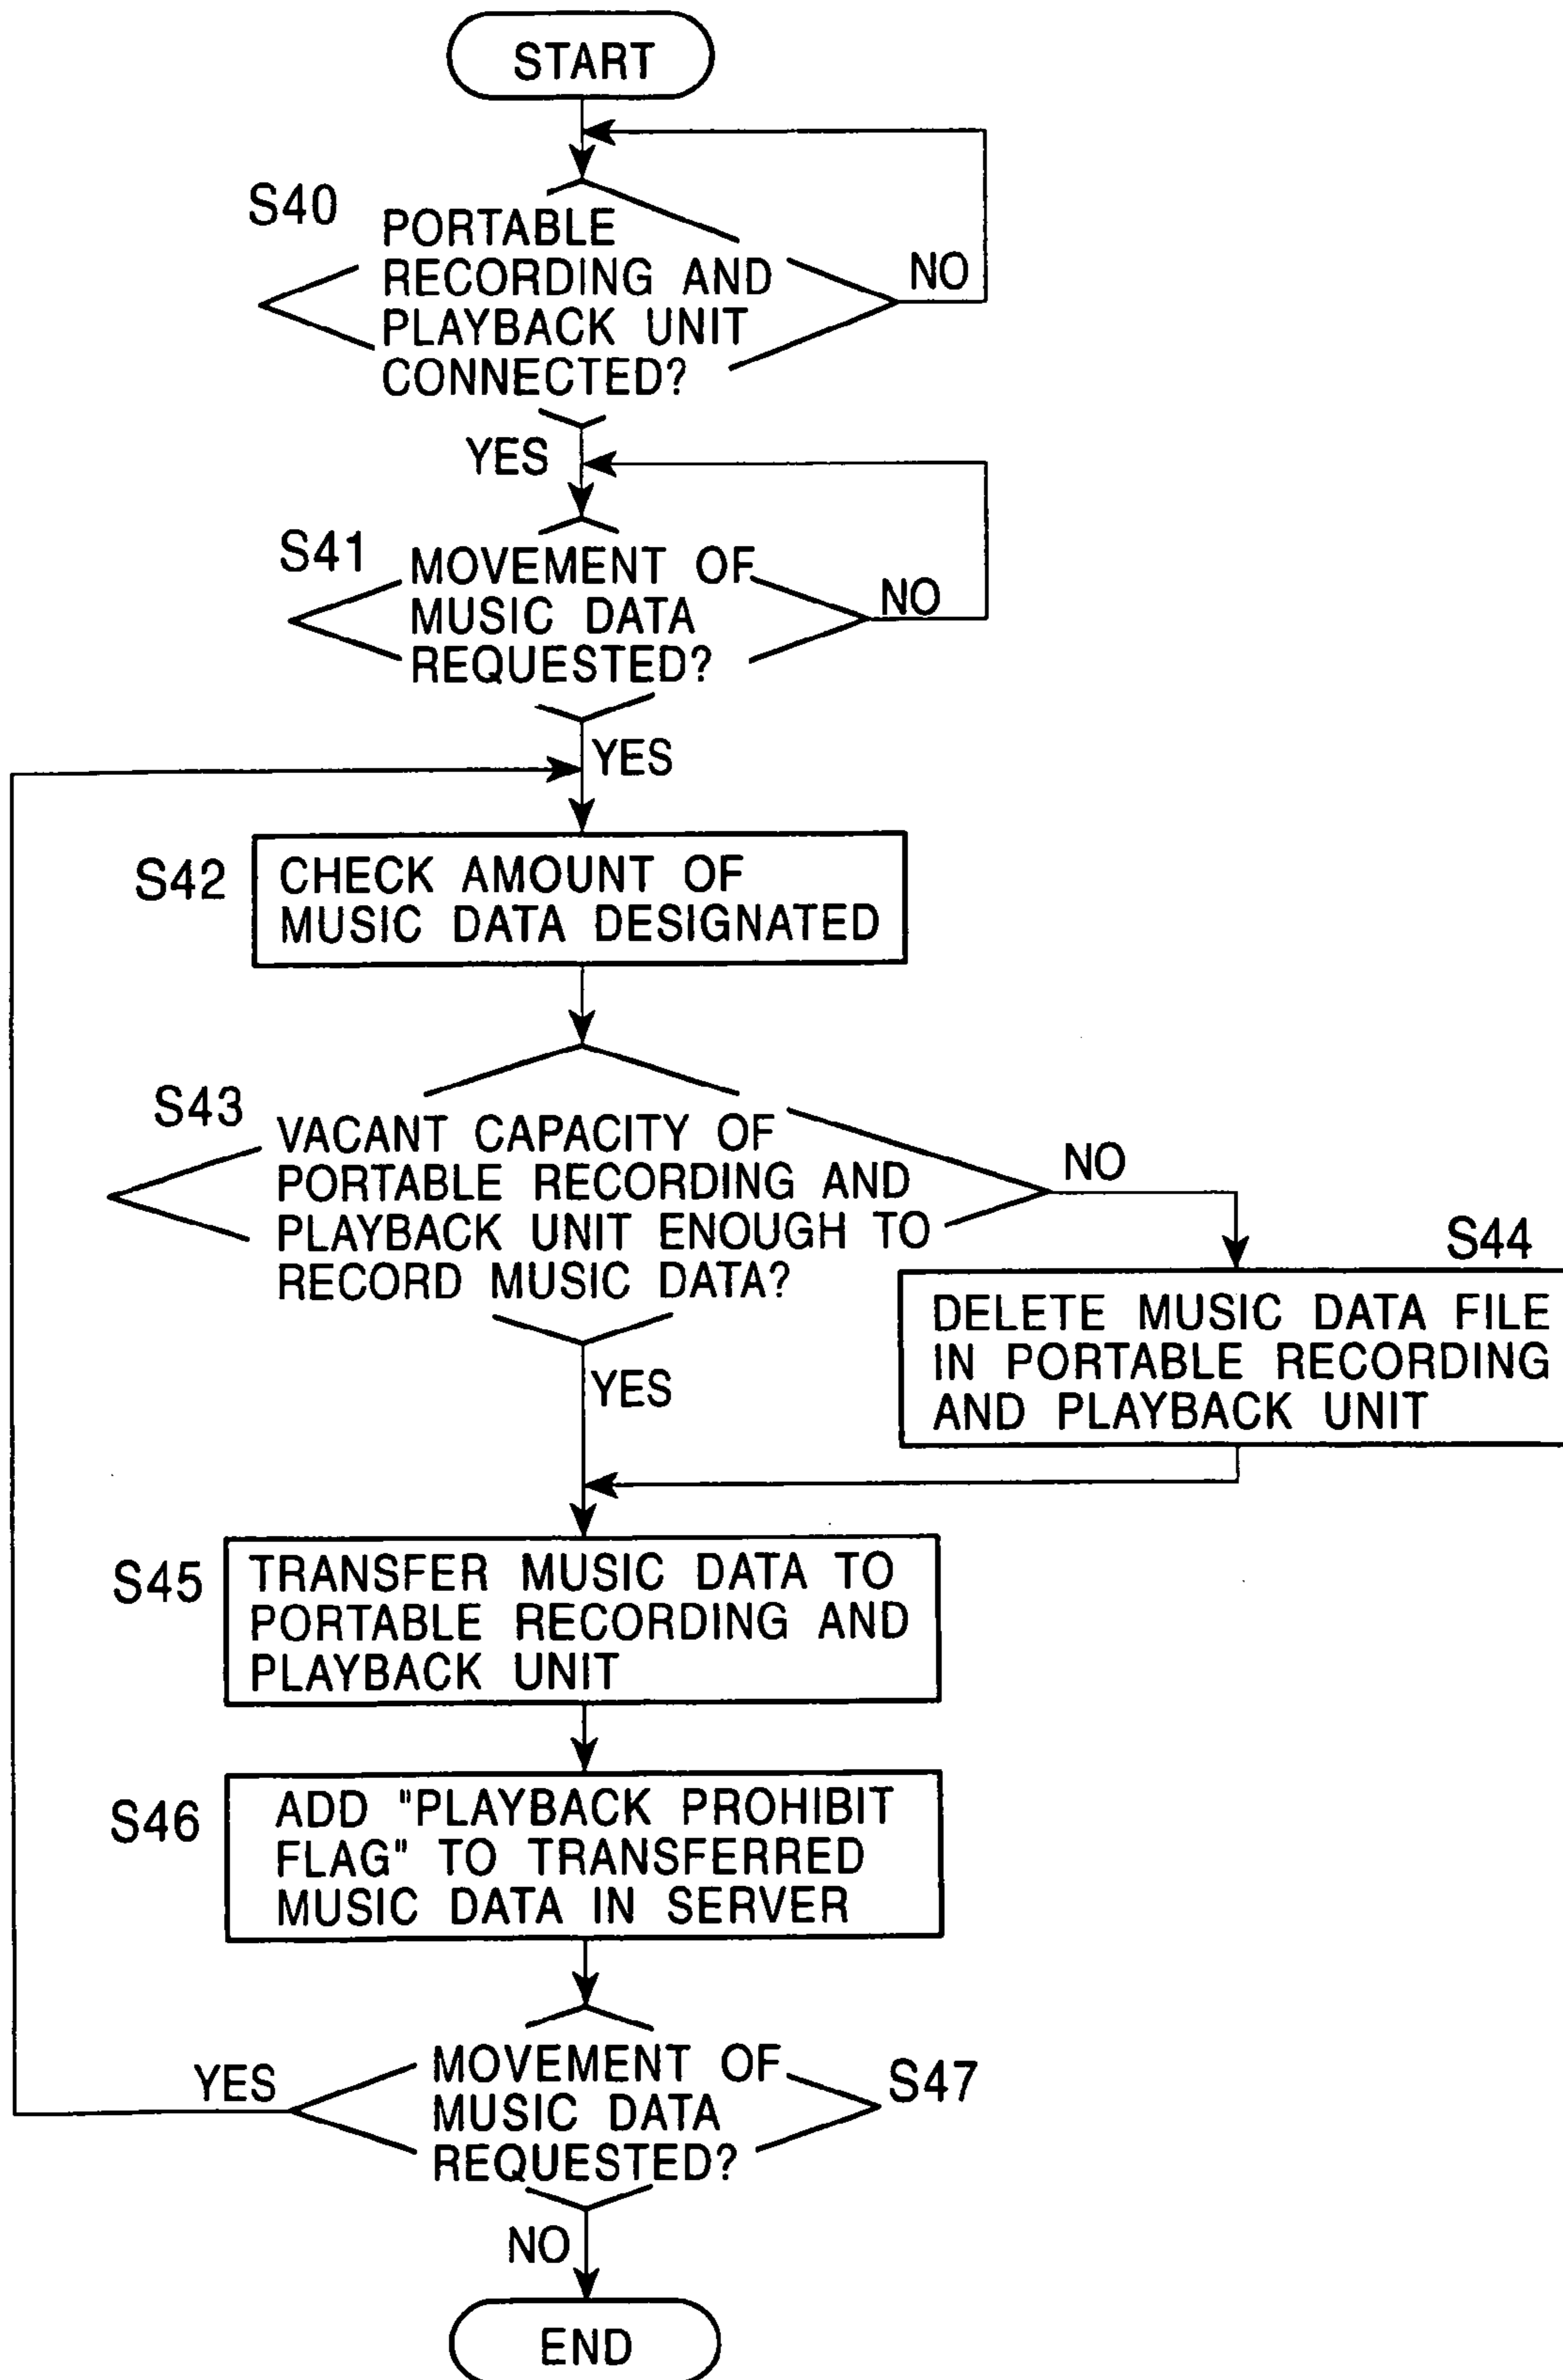 START
S40
PORTABLE
RECORDING AND
PLAYBACK UNIT
CONNECTED?
NO
YES
S41
MOVEMENT OF
MUSIC DATA
REQUESTED?
NO
YES
S42
CHECK AMOUNT OF
MUSIC DATA DESIGNATED
S43
VACANT CAPACITY OF
PORTABLE RECORDING AND
PLAYBACK UNIT ENOUGH TO
RECORD MUSIC DATA?
NO
YES
S44
DELETE MUSIC DATA FILE
IN PORTABLE RECORDING
AND PLAYBACK UNIT
S45
TRANSFER MUSIC DATA TO
PORTABLE RECORDING AND
PLAYBACK UNIT
S46
ADD "PLAYBACK PROHIBIT
FLAG" TO TRANSFERRED
MUSIC DATA IN SERVER
YES
MOVEMENT OF
MUSIC DATA
REQUESTED?
S47
NO
END